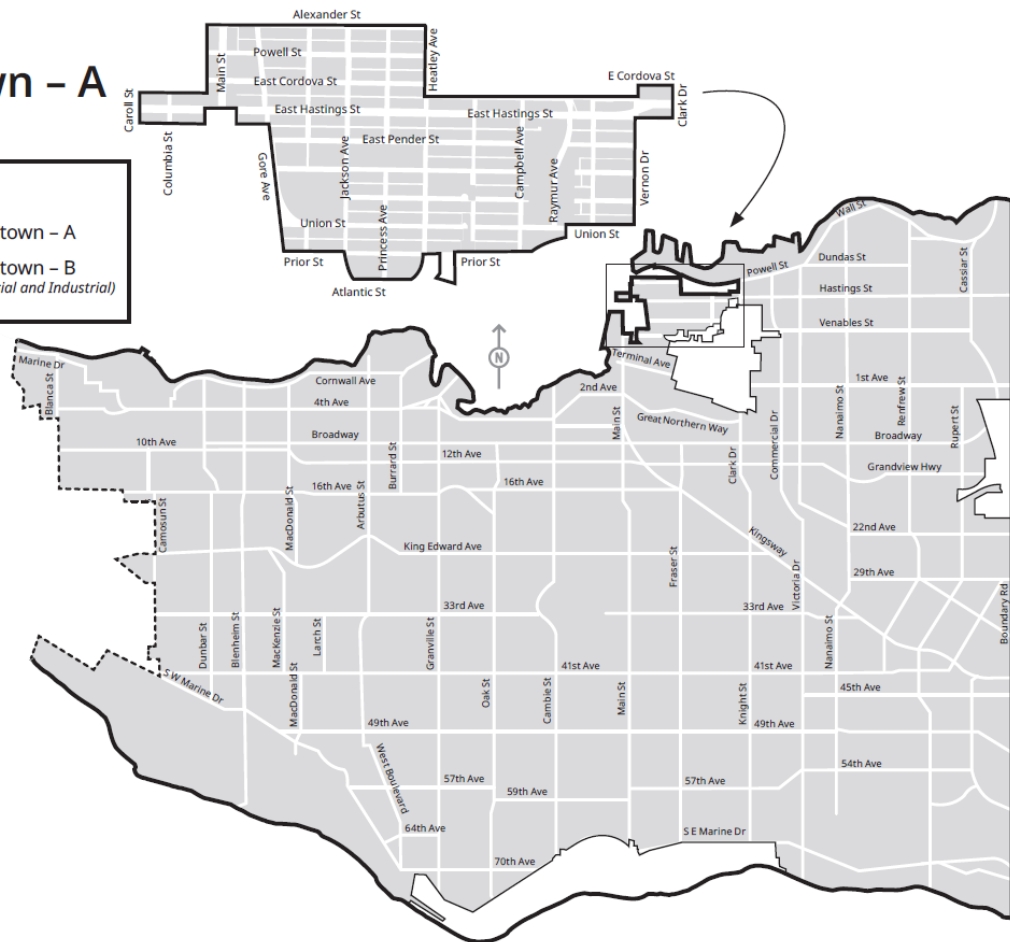 Alexander St
wn – A
Main St
Powell St
Heatley Ave
East Cordova St
E Cordova St
Caroll St
East Hastings St
East Hastings St
Clark Dr
Columbia St
Gore Ave
Jackson Ave
East Pender St
Campbell Ave
Raymur Ave
Vernon Dr
Princess Ave
Union St
Union St
Prior St
Prior St
Atlantic St
town – A
town – B
ial and Industrial)
N
Wall St
Powell St
Dundas St
Cassiar St
Hastings St
Venables St
Terminal Ave
Marine Dr
Blanca St
Cornwall Ave
4th Ave
2nd Ave
1st Ave
Main St
Great Northern Way
Nanaimo St
Renfrew St
Rupert St
10th Ave
Broadway
Broadway
12th Ave
Burrard St
Clark Dr
Commercial Dr
Grandview Hwy
16th Ave
16th Ave
Camosun St
MacDonald St
Arbutus St
22nd Ave
King Edward Ave
Kingsway
Fraser St
Victoria Dr
29th Ave
33rd Ave
33rd Ave
Boundary Rd
Dunbar St
Blenheim St
MacKenzie St
Larch St
Granville St
Nanaimo St
41st Ave
41st Ave
S W Marine Dr
MacDonald St
Oak St
Cambie St
Main St
Knight St
45th Ave
49th Ave
49th Ave
West Boulevard
54th Ave
57th Ave
57th Ave
59th Ave
64th Ave
S E Marine Dr
70th Ave